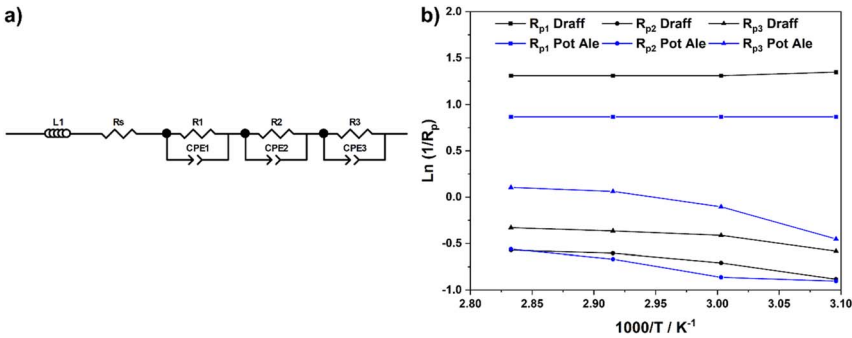 a)
L1
Rs
R1
R2
R3
CPE1
CPE2
CPE3
b)
Rp1 Draff Rp2 Draff Rp3 Draff
Rp1 Pot Ale Rp2 Pot Ale Rp3 Pot Ale
Ln (1/Rp)
2.0
1.5
1.0
0.5
0.0
-0.5
-1.0
2.80 2.85 2.90 2.95 3.00 3.05 3.10
1000/T / K-1